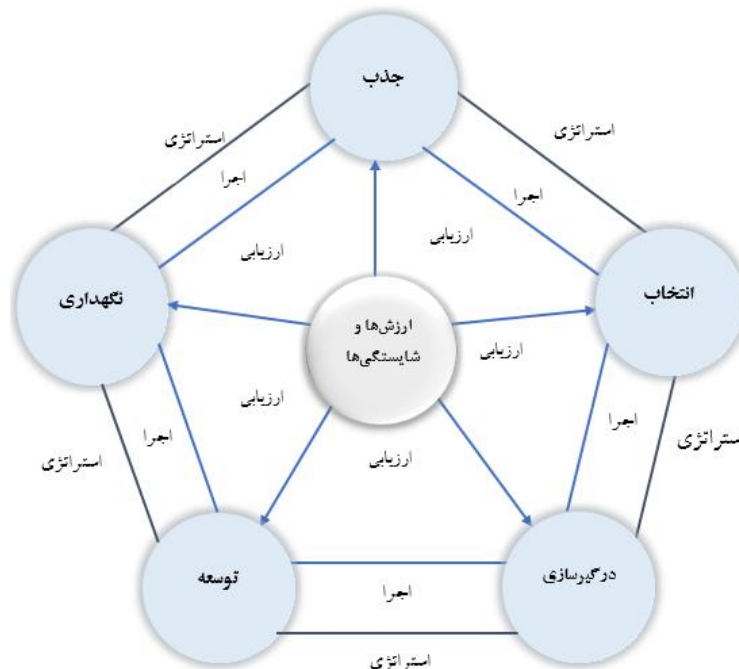 جذب
استراتژی
استراتژی
اجرا
اجرا
ارزیابی
ارزیابی
انتخاب
نگهداری
ارزش‌ها و
شایستگی‌ها
ارزیابی
ارزیابی
اجرا
اجرا
ستراتژی
استراتژی
ارزیابی
درگیرسازی
توسعه
اجرا
استراتژی